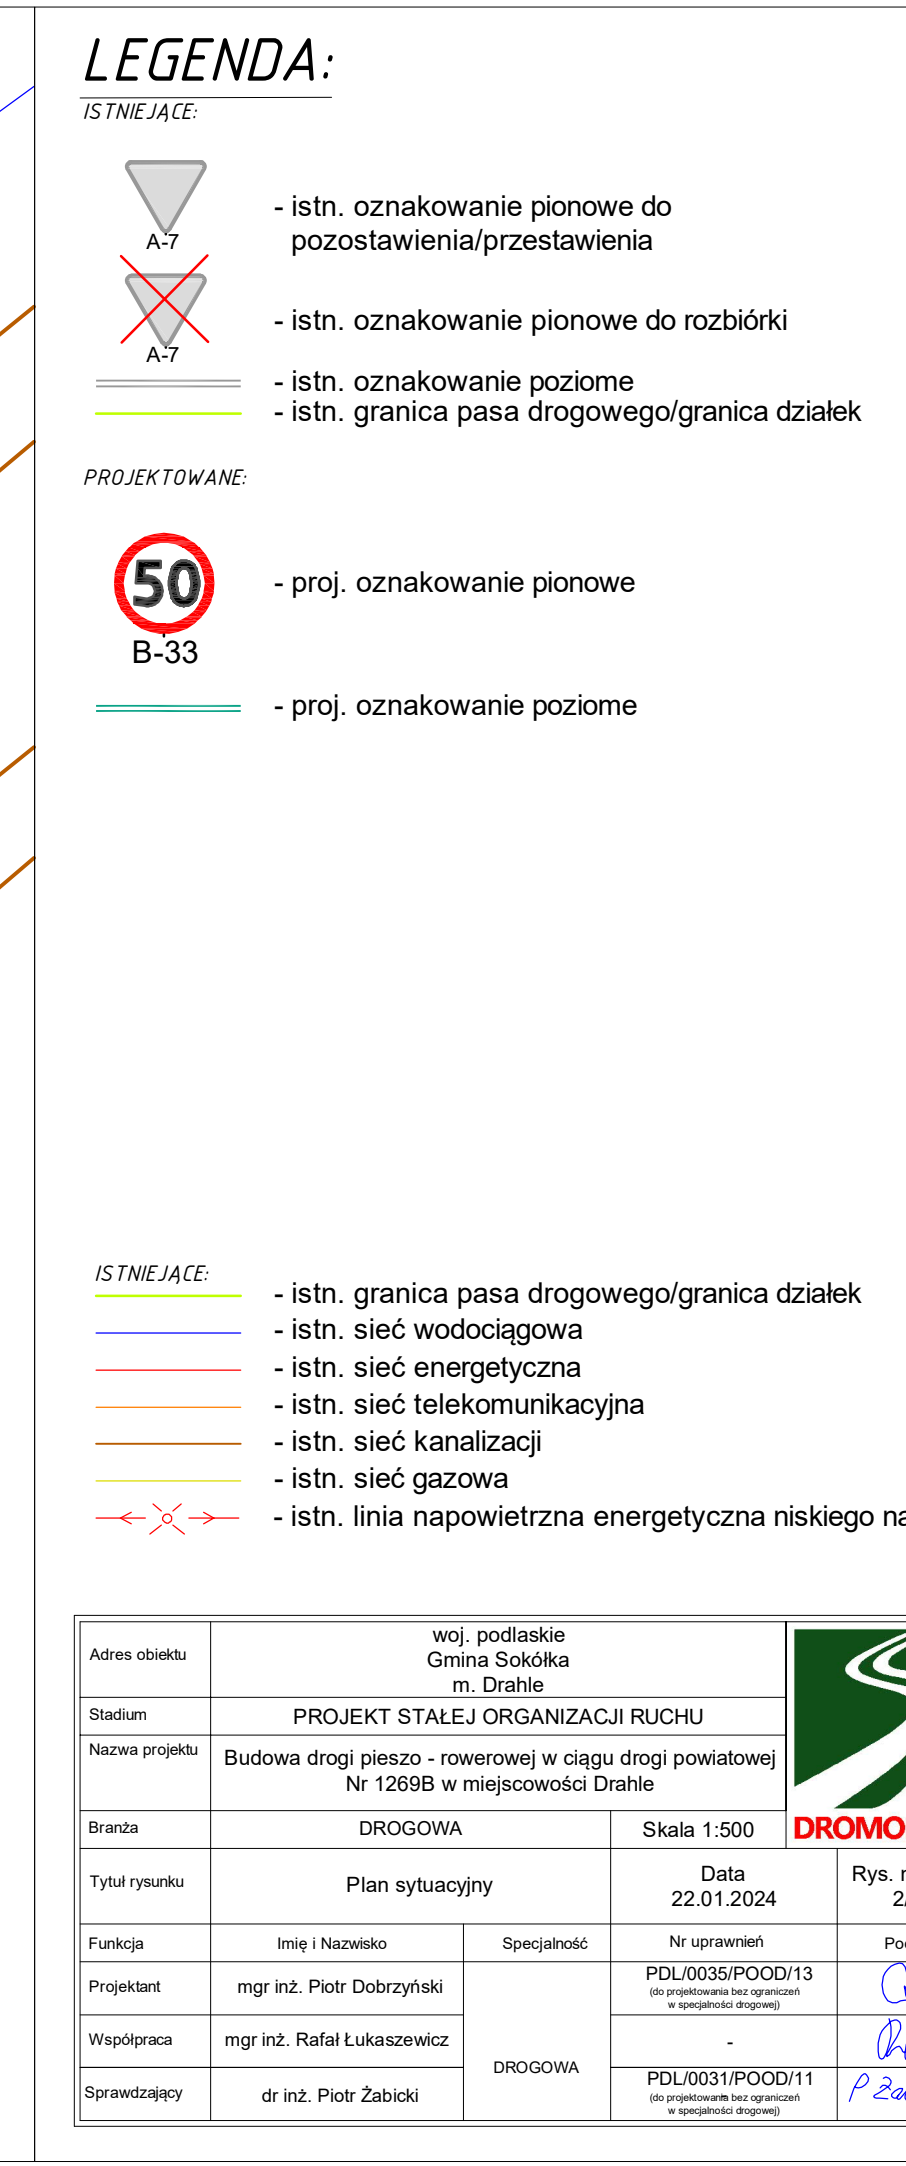 LEGENDA:
ISTNIEJĄCE:
- istn. oznakowanie pionowe do
pozostawienia/przestawienia
A-7
- istn. oznakowanie pionowe do rozbiórki
A-7
- istn. oznakowanie poziome
- istn. granica pasa drogowego/granica działek
PROJEKTOWANE:
50
- proj. oznakowanie pionowe
B-33
- proj. oznakowanie poziome
ISTNIEJĄCE:
- istn. granica pasa drogowego/granica działek
- istn. sieć wodociągowa
- istn. sieć energetyczna
- istn. sieć telekomunikacyjna
- istn. sieć kanalizacji
- istn. sieć gazowa
- istn. linia napowietrzna energetyczna niskiego na
Adres obiektu
woj. podlaskie
Gmina Sokółka
m. Drahle
Stadium
PROJEKT STAŁEJ ORGANIZACJI RUCHU
Nazwa projektu
Budowa drogi pieszo - rowerowej w ciągu drogi powiatowej
Nr 1269B w miejscowości Drahle
DROMO
Branża
DROGOWA
Skala 1:500
Tytuł rysunku
Plan sytuacyjny
Data
22.01.2024
Rys.
2/
Funkcja
Imię i Nazwisko
Specjalność
Nr uprawnień
Projektant
mgr inż. Piotr Dobrzyński
PDL/0035/POOD/13
(do projektowania bez ograniczeń
w specjalności drogowej)
Współpraca
mgr inż. Rafał Łukaszewicz
DROGOWA
-
Sprawdzający
dr inż. Piotr Żabicki
PDL/0031/POOD/11
(do projektowania bez ograniczeń
w specjalności drogowej)